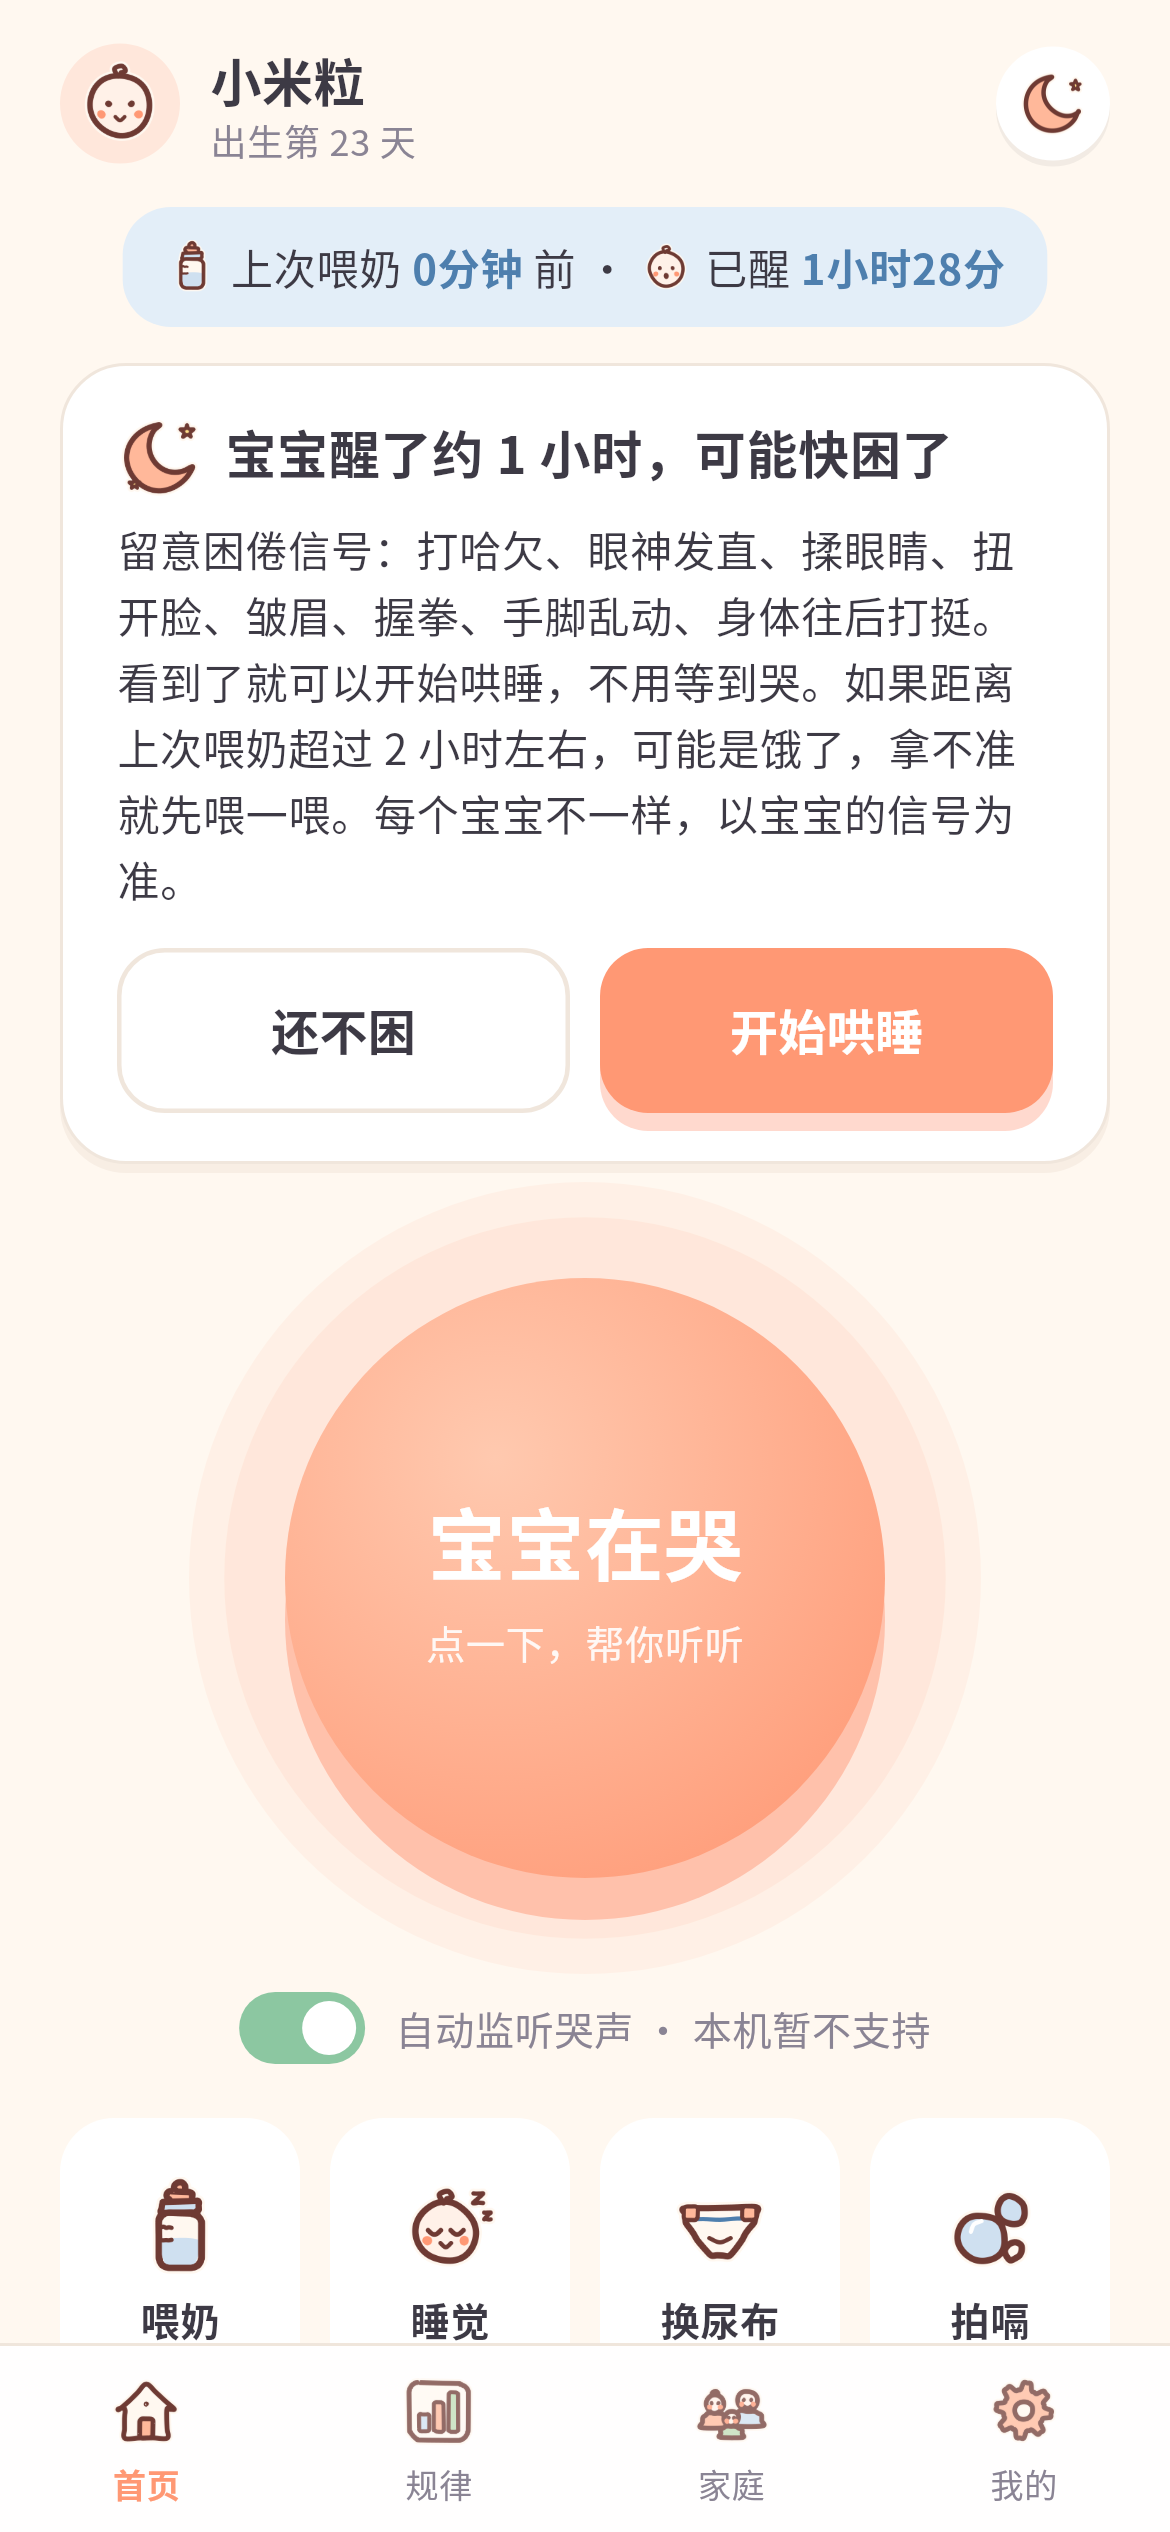 小米粒
出生第 23 天
上次喂奶 0分钟 前 · 已醒 1小时28分
宝宝醒了约 1 小时，可能快困了
留意困倦信号：打哈欠、眼神发直、揉眼睛、扭
开脸、皱眉、握拳、手脚乱动、身体往后打挺。
看到了就可以开始哄睡，不用等到哭。如果距离
上次喂奶超过 2 小时左右，可能是饿了，拿不准
就先喂一喂。每个宝宝不一样，以宝宝的信号为
准。
还不困
开始哄睡
宝宝在哭
点一下，帮你听听
自动监听哭声 · 本机暂不支持
喂奶
睡觉
换尿布
拍嗝
首页
规律
家庭
我的